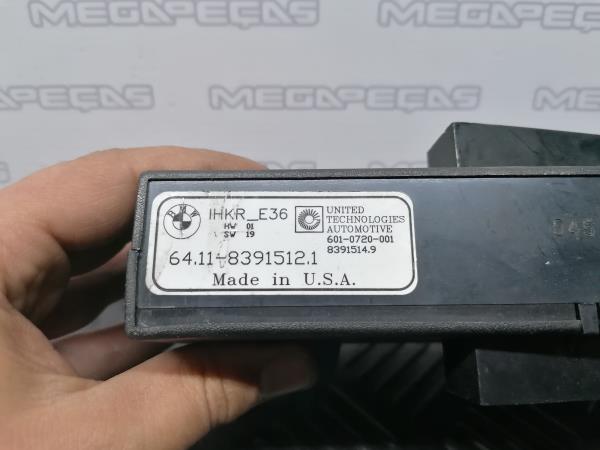 MEGAPEÇAS MEGAPEÇAS
MEGAPEÇAS MEGAPEÇAS MEGAPEÇAS
BMW
IHKR_E36
HW 01
SW 19
UNITED
TECHNOLOGIES
AUTOMOTIVE
601-0720-001
8391514.9
64.11-8391512.1
Made in U.S.A.